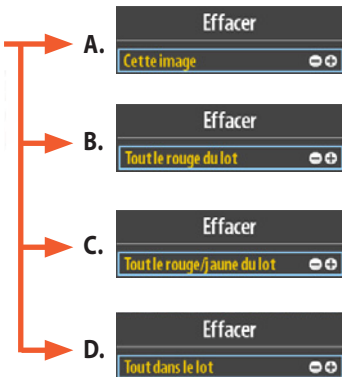 Effacer
A. Cette image
Effacer
B. Tout le rouge du lot
Effacer
C. Tout le rouge/jaune du lot
Effacer
D. Tout dans le lot